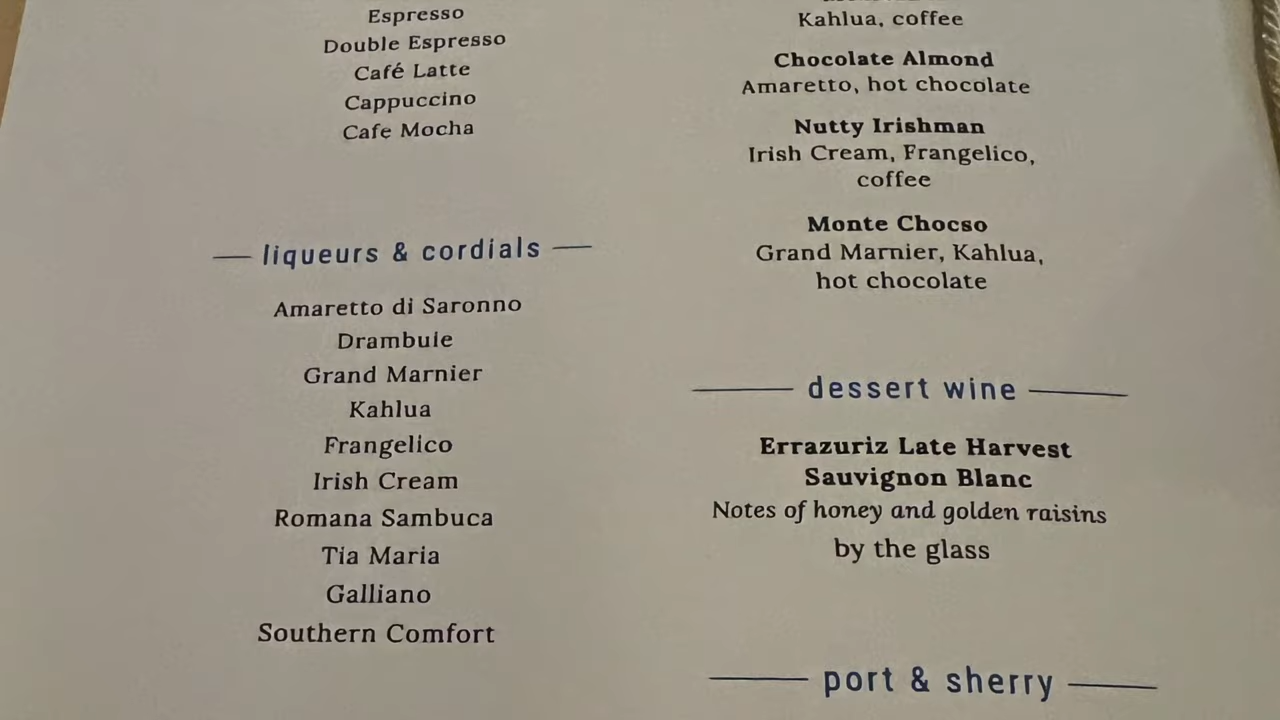 Espresso
Double Espresso
Café Latte
Cappuccino
Cafe Mocha
liqueurs & cordials
Amaretto di Saronno
Drambuie
Grand Marnier
Kahlua
Frangelico
Irish Cream
Romana Sambuca
Tia Maria
Galliano
Southern Comfort
Kahlua, coffee
Chocolate Almond
Amaretto, hot chocolate
Nutty Irishman
Irish Cream, Frangelico,
coffee
Monte Chocso
Grand Marnier, Kahlua,
hot chocolate
dessert wine
Errazuriz Late Harvest
Sauvignon Blanc
Notes of honey and golden raisins
by the glass
port & sherry